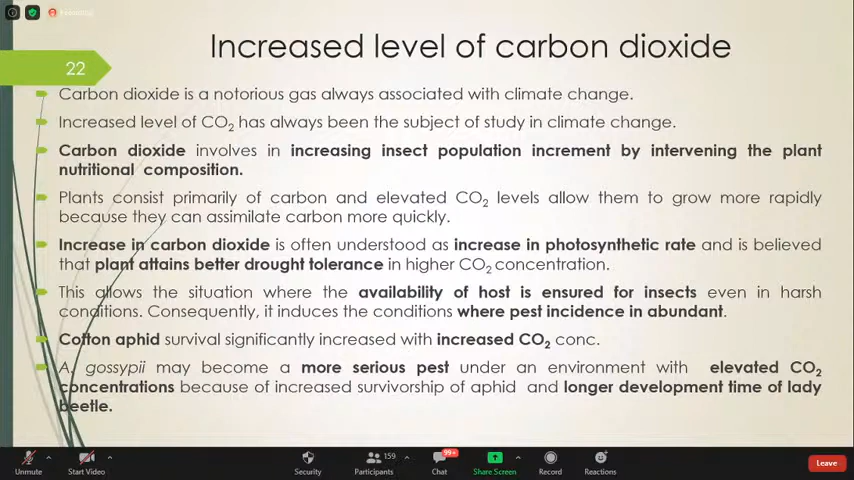 Increased level of carbon dioxide
22
Carbon dioxide is a notorious gas always associated with climate change.
Increased level of CO₂ has always been the subject of study in climate change.
Carbon dioxide involves in increasing insect population increment by intervening the plant
nutritional composition.
Plants consist primarily of carbon and elevated CO₂ levels allow them to grow more rapidly
because they can assimilate carbon more quickly.
Increase in carbon dioxide is often understood as increase in photosynthetic rate and is believed
that plant attains better drought tolerance in higher CO₂ concentration.
This allows the situation where the availability of host is ensured for insects even in harsh
conditions. Consequently, it induces the conditions where pest incidence in abundant.
Cotton aphid survival significantly increased with increased CO₂ conc.
A. gossypii may become a more serious pest under an environment with elevated CO₂
concentrations because of increased survivorship of aphid and longer development time of lady
beetle.
Unmute
Start Video
Security
Participants
159
Chat
99+
Share Screen
Record
Reactions
Leave